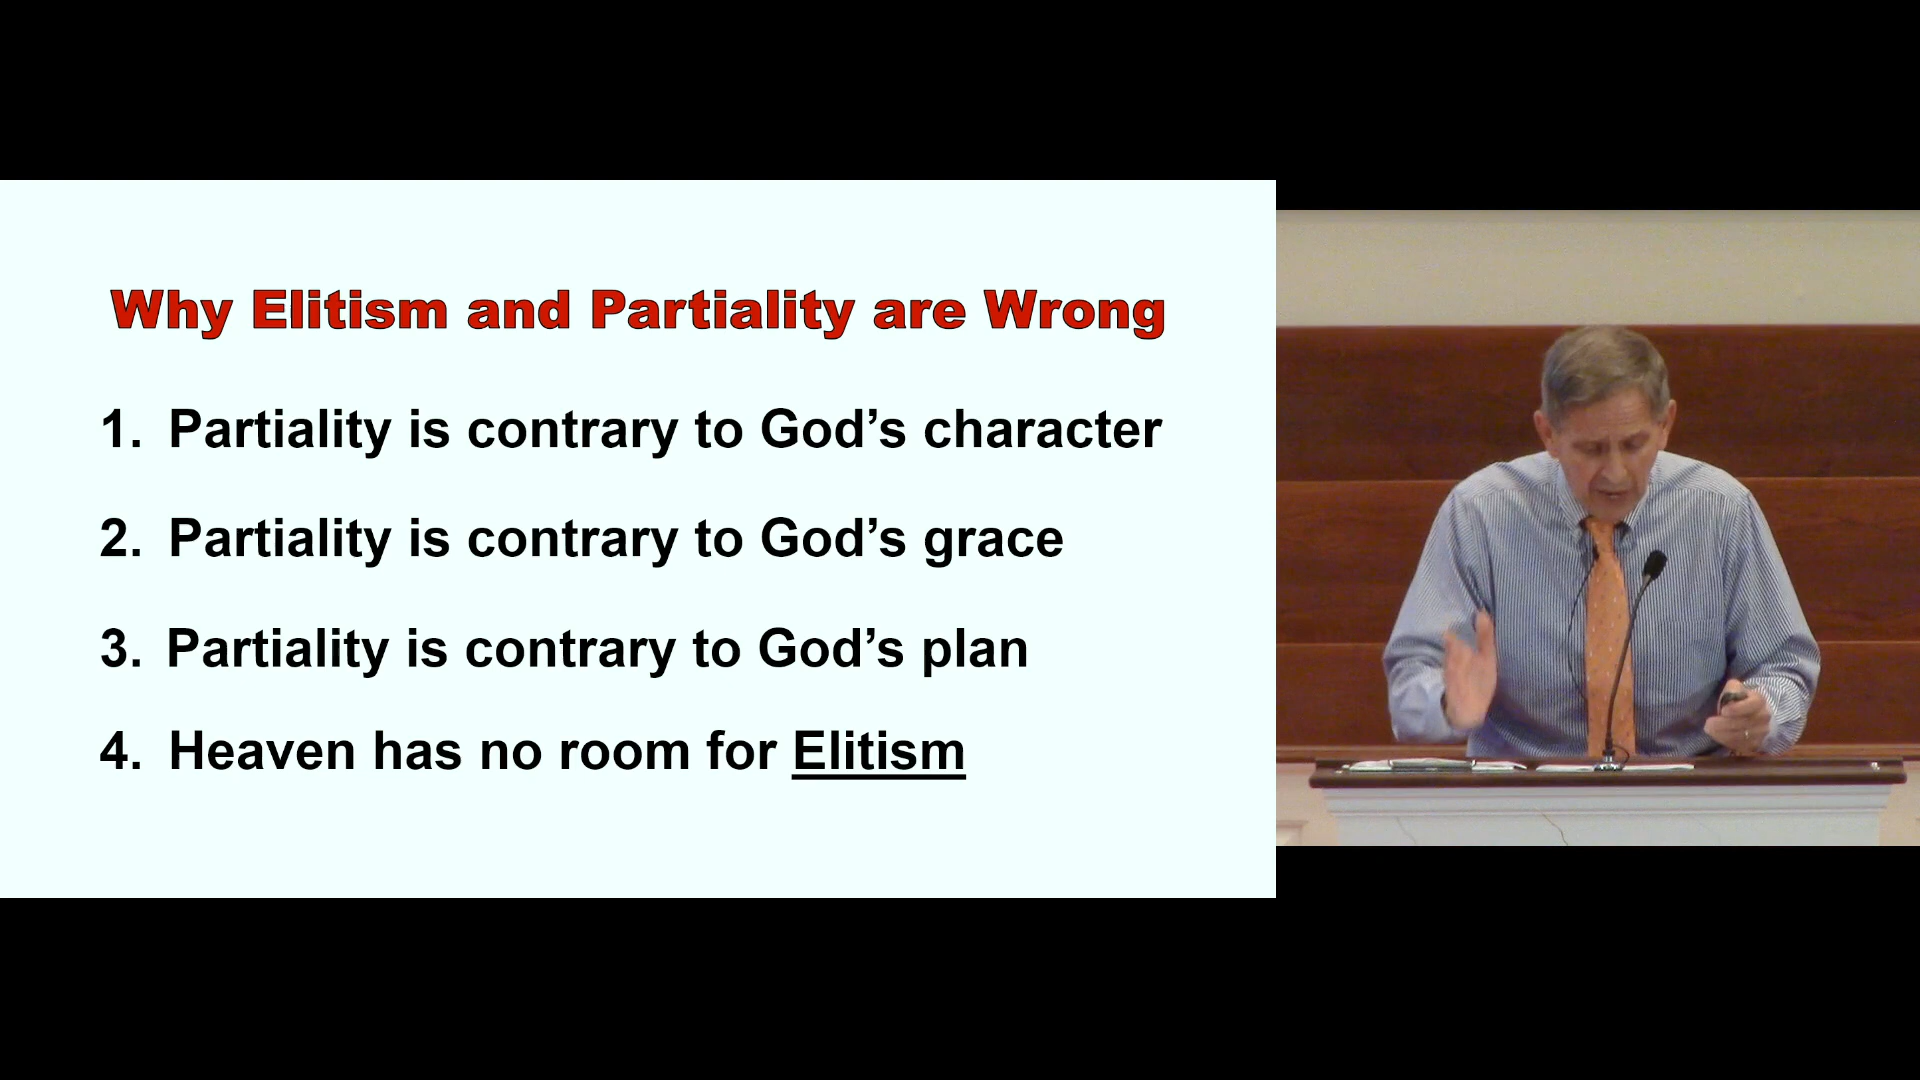 Why Elitism and Partiality are Wrong
1. Partiality is contrary to God’s character
2. Partiality is contrary to God’s grace
3. Partiality is contrary to God’s plan
4. Heaven has no room for Elitism